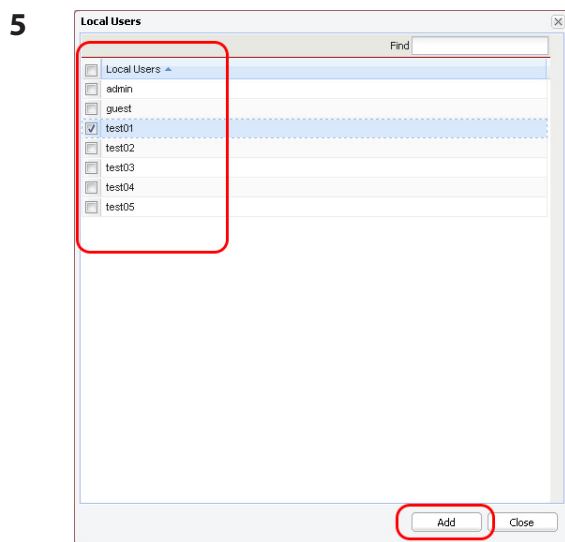 5
Local Users
Find
Local Users
admin
guest
test01
test02
test03
test04
test05
Add Close